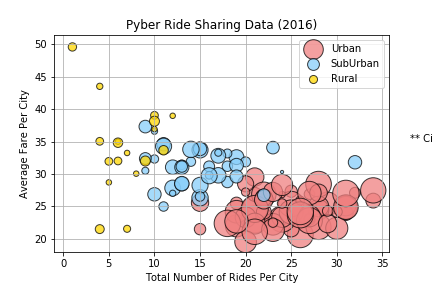 Pyber Ride Sharing Data (2016)
Urban
SubUrban
Rural
50
45
40
35
30
25
20
Average Fare Per City
0 5 10 15 20 25 30 35
Total Number of Rides Per City
** Ci